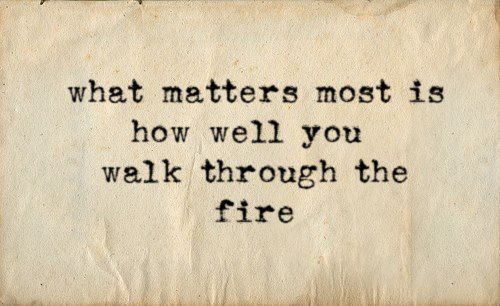 what matters most is
how well you
walk through the
fire